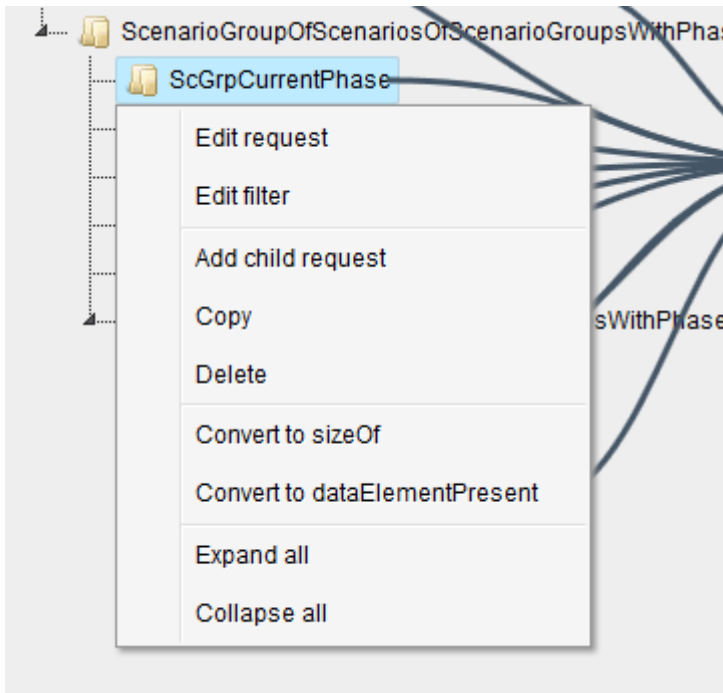 ScenarioGroupOfScenariosOfScenarioGroupsWithPhas
ScGrpCurrentPhase
Edit request
Edit filter
Add child request
Copy
sWithPhase
Delete
Convert to sizeOf
Convert to dataElementPresent
Expand all
Collapse all